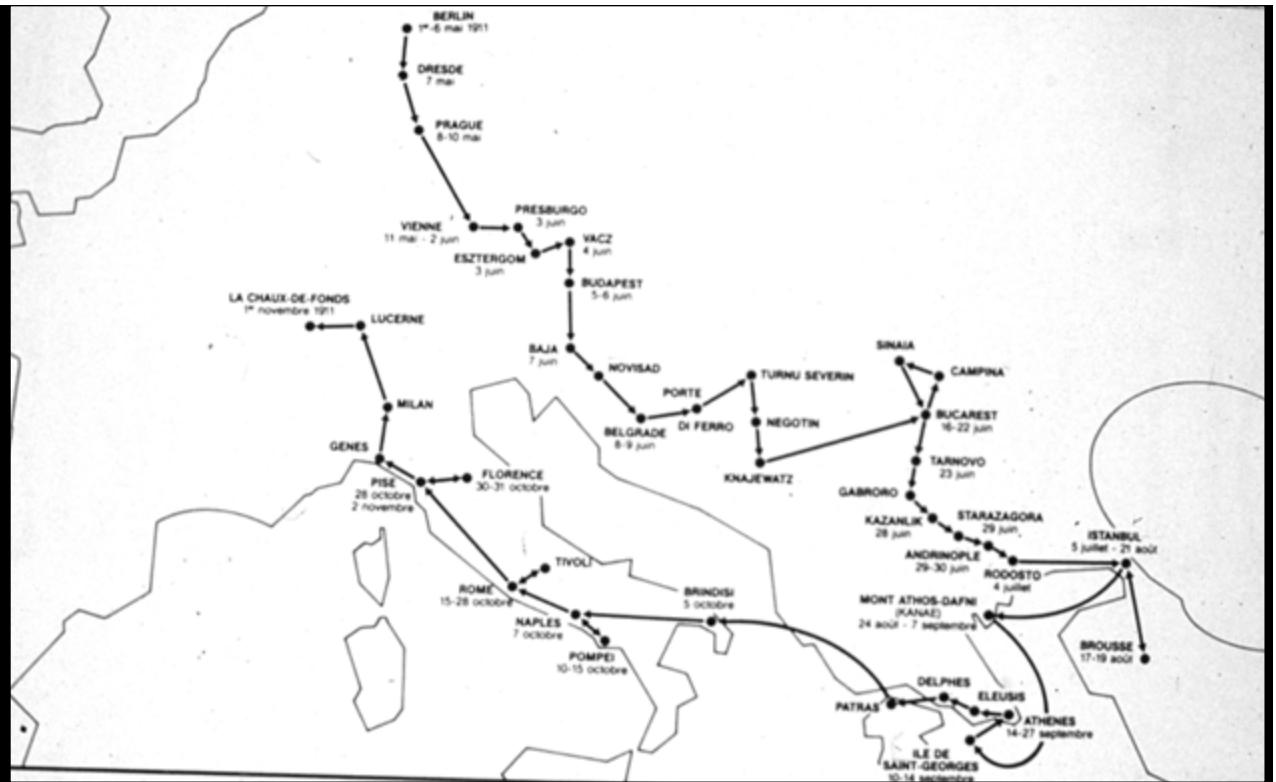 BERLIN
1er-6 mai 1911
DRESDE
7 mai
PRAGUE
8-10 mai
VIENNE
11 mai - 2 juin
PRESBURGO
3 juin
ESZTERGOM
3 juin
VACZ
4 juin
BUDAPEST
5-6 juin
BAJA
7 juin
NOVISAD
BELGRADE
8-9 juin
PORTE
DI FERRO
TURNU SEVERIN
NEGOTIN
KNAJEWATZ
SINAIA
CAMPINA
BUCAREST
16-22 juin
TARNOVO
23 juin
GABRORO
KAZANLIK
28 juin
STARAZAGORA
29 juin
ANDRINOPLE
29-30 juin
RODOSTO
4 juillet
ISTANBUL
5 juillet - 21 août
BROUSSE
17-19 août
MONT ATHOS-DAFNI
(KANAE)
24 août - 7 septembre
ILE DE
SAINT-GEORGES
10-14 septembre
ATHENES
14-27 septembre
ELEUSIS
DELPHES
PATRAS
BRINDISI
5 octobre
NAPLES
7 octobre
POMPEI
10-15 octobre
ROME
15-28 octobre
TIVOLI
PISE
28 octobre
2 novembre
FLORENCE
30-31 octobre
GENES
MILAN
LUCERNE
LA CHAUX-DE-FONDS
1er novembre 1911